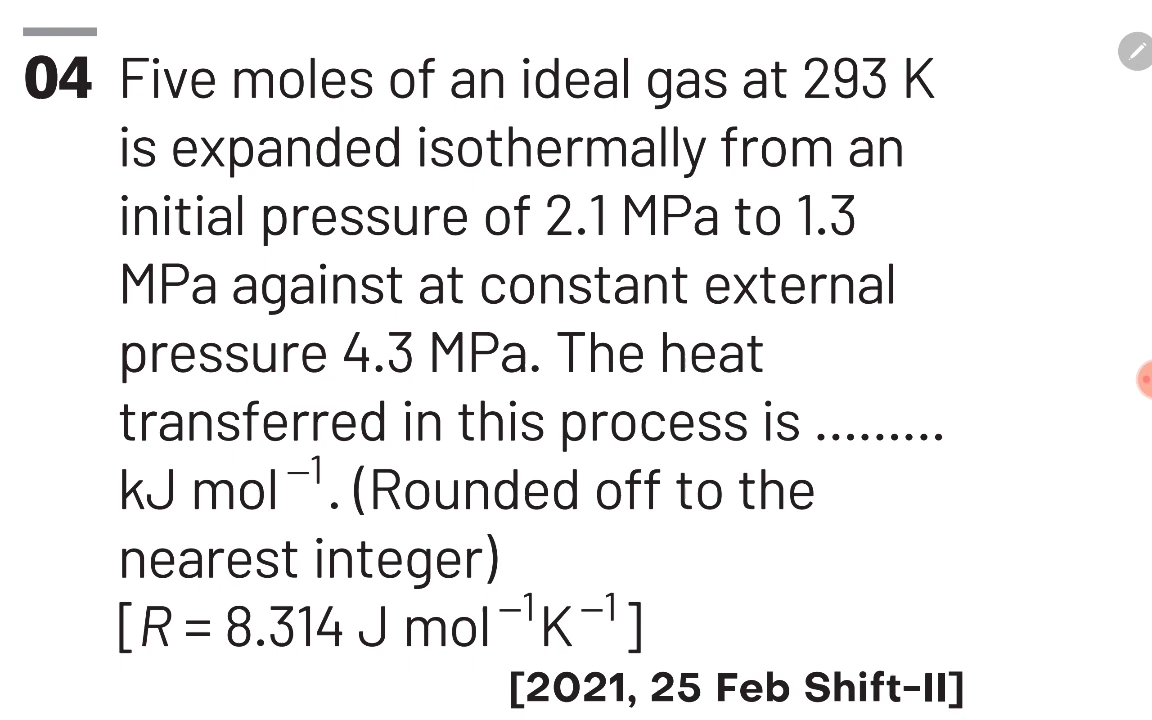 04 Five moles of an ideal gas at 293 K
is expanded isothermally from an
initial pressure of 2.1 MPa to 1.3
MPa against at constant external
pressure 4.3 MPa. The heat
transferred in this process is .........
kJ mol⁻¹. (Rounded off to the
nearest integer)
[R = 8.314 J mol⁻¹K⁻¹]
[2021, 25 Feb Shift-II]